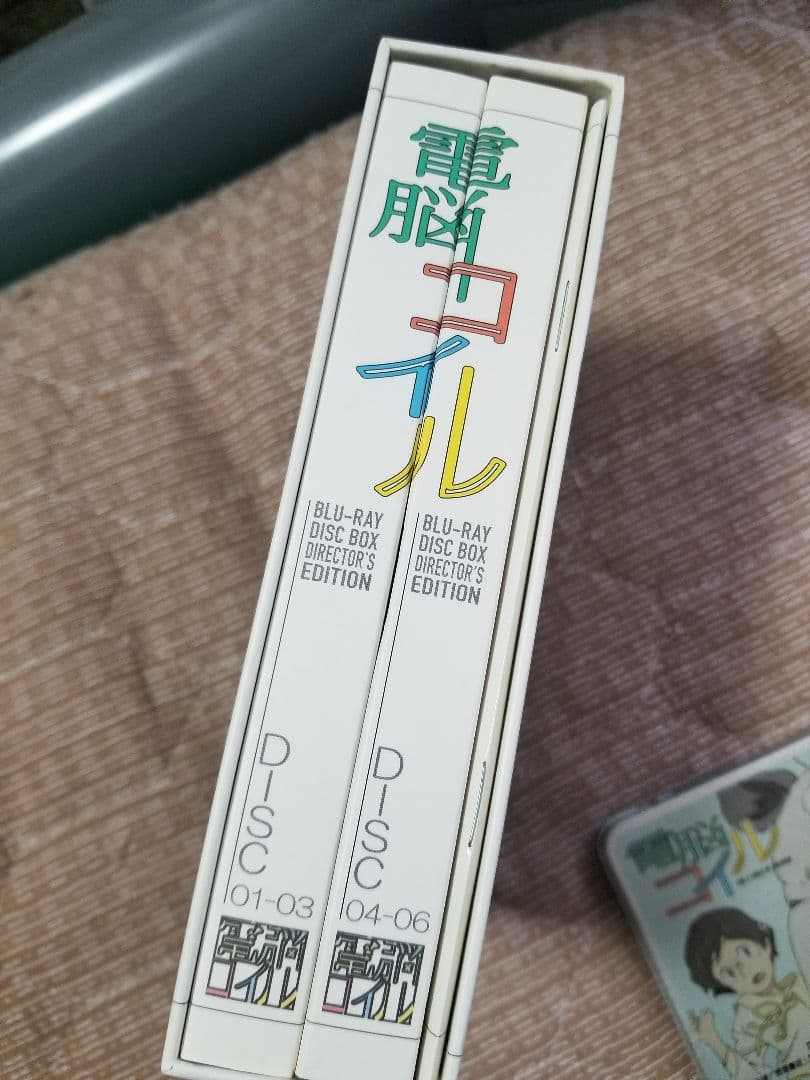 電脳
コイル
BLU-RAY
DISC BOX
DIRECTOR'S
EDITION
DISC
01-03
電脳
コイル
BLU-RAY
DISC BOX
DIRECTOR'S
EDITION
DISC
04-06
電脳
コイル
電脳
コイル